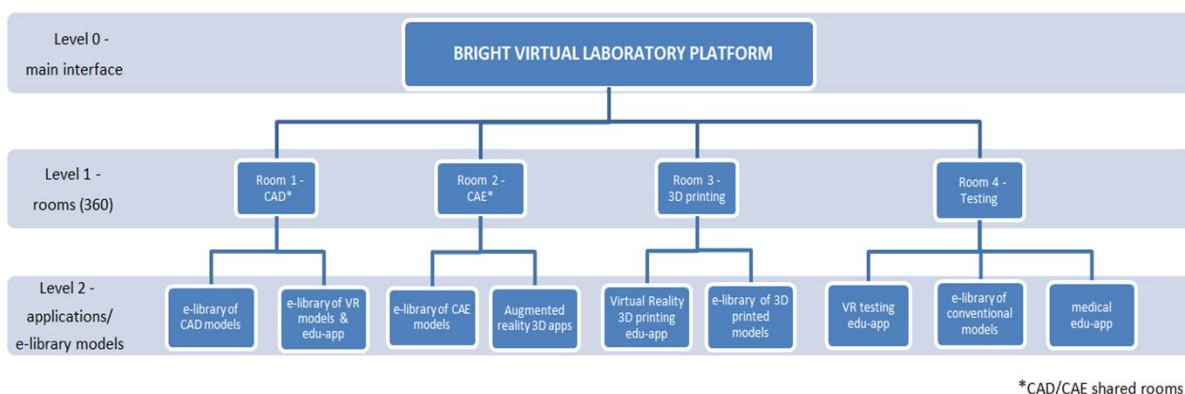 Level 0 -
main interface
BRIGHT VIRTUAL LABORATORY PLATFORM
Level 1 -
rooms (360)
Room 1 -
CAD*
Room 2 -
CAE*
Room 3 -
3D printing
Room 4 -
Testing
Level 2 -
applications/
e-library models
e-library of
CAD models
e-library of VR
models &
edu-app
e-library of CAE
models
Augmented
reality 3D apps
Virtual Reality
3D printing
edu-app
e-library of 3D
printed
models
VR testing
edu-app
e-library of
conventional
models
medical
edu-app
*CAD/CAE shared rooms